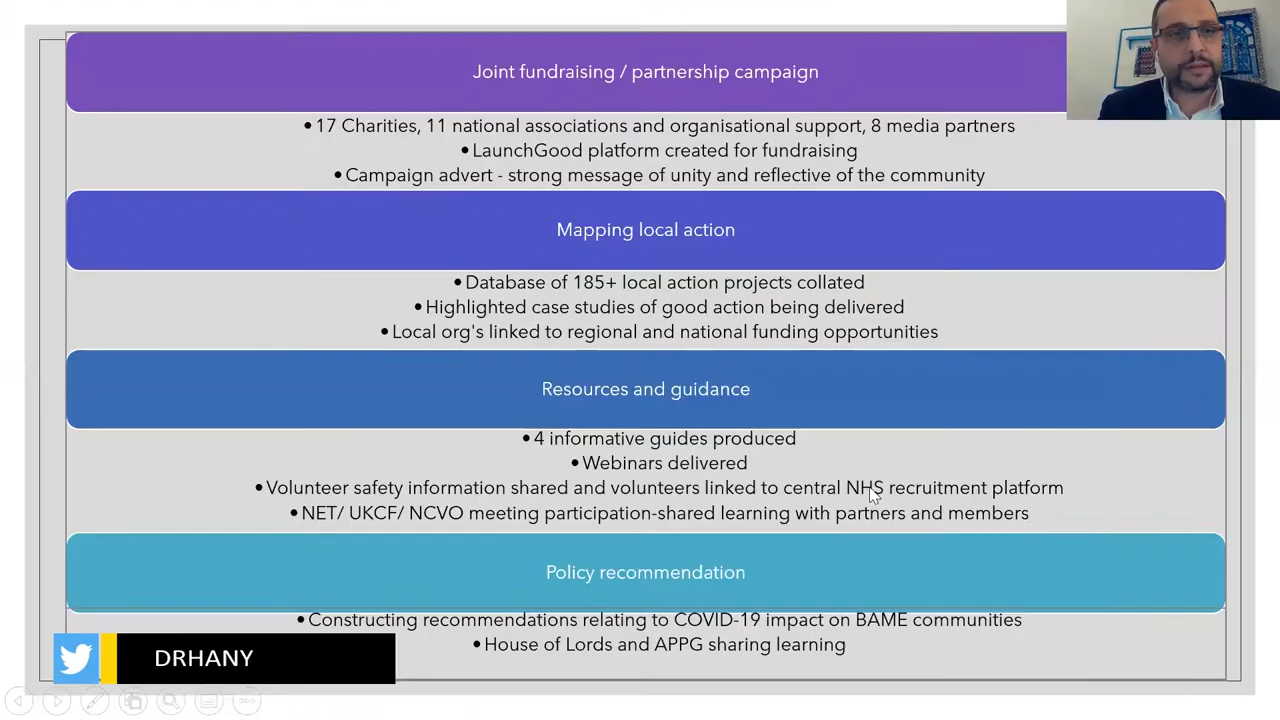 Joint fundraising / partnership campaign
•17 Charities, 11 national associations and organisational support, 8 media partners
•LaunchGood platform created for fundraising
•Campaign advert - strong message of unity and reflective of the community
Mapping local action
•Database of 185+ local action projects collated
•Highlighted case studies of good action being delivered
•Local org's linked to regional and national funding opportunities
Resources and guidance
•4 informative guides produced
•Webinars delivered
•Volunteer safety information shared and volunteers linked to central NHS recruitment platform
•NET/ UKCF/ NCVO meeting participation-shared learning with partners and members
Policy recommendation
•Constructing recommendations relating to COVID-19 impact on BAME communities
•House of Lords and APPG sharing learning
DRHANY